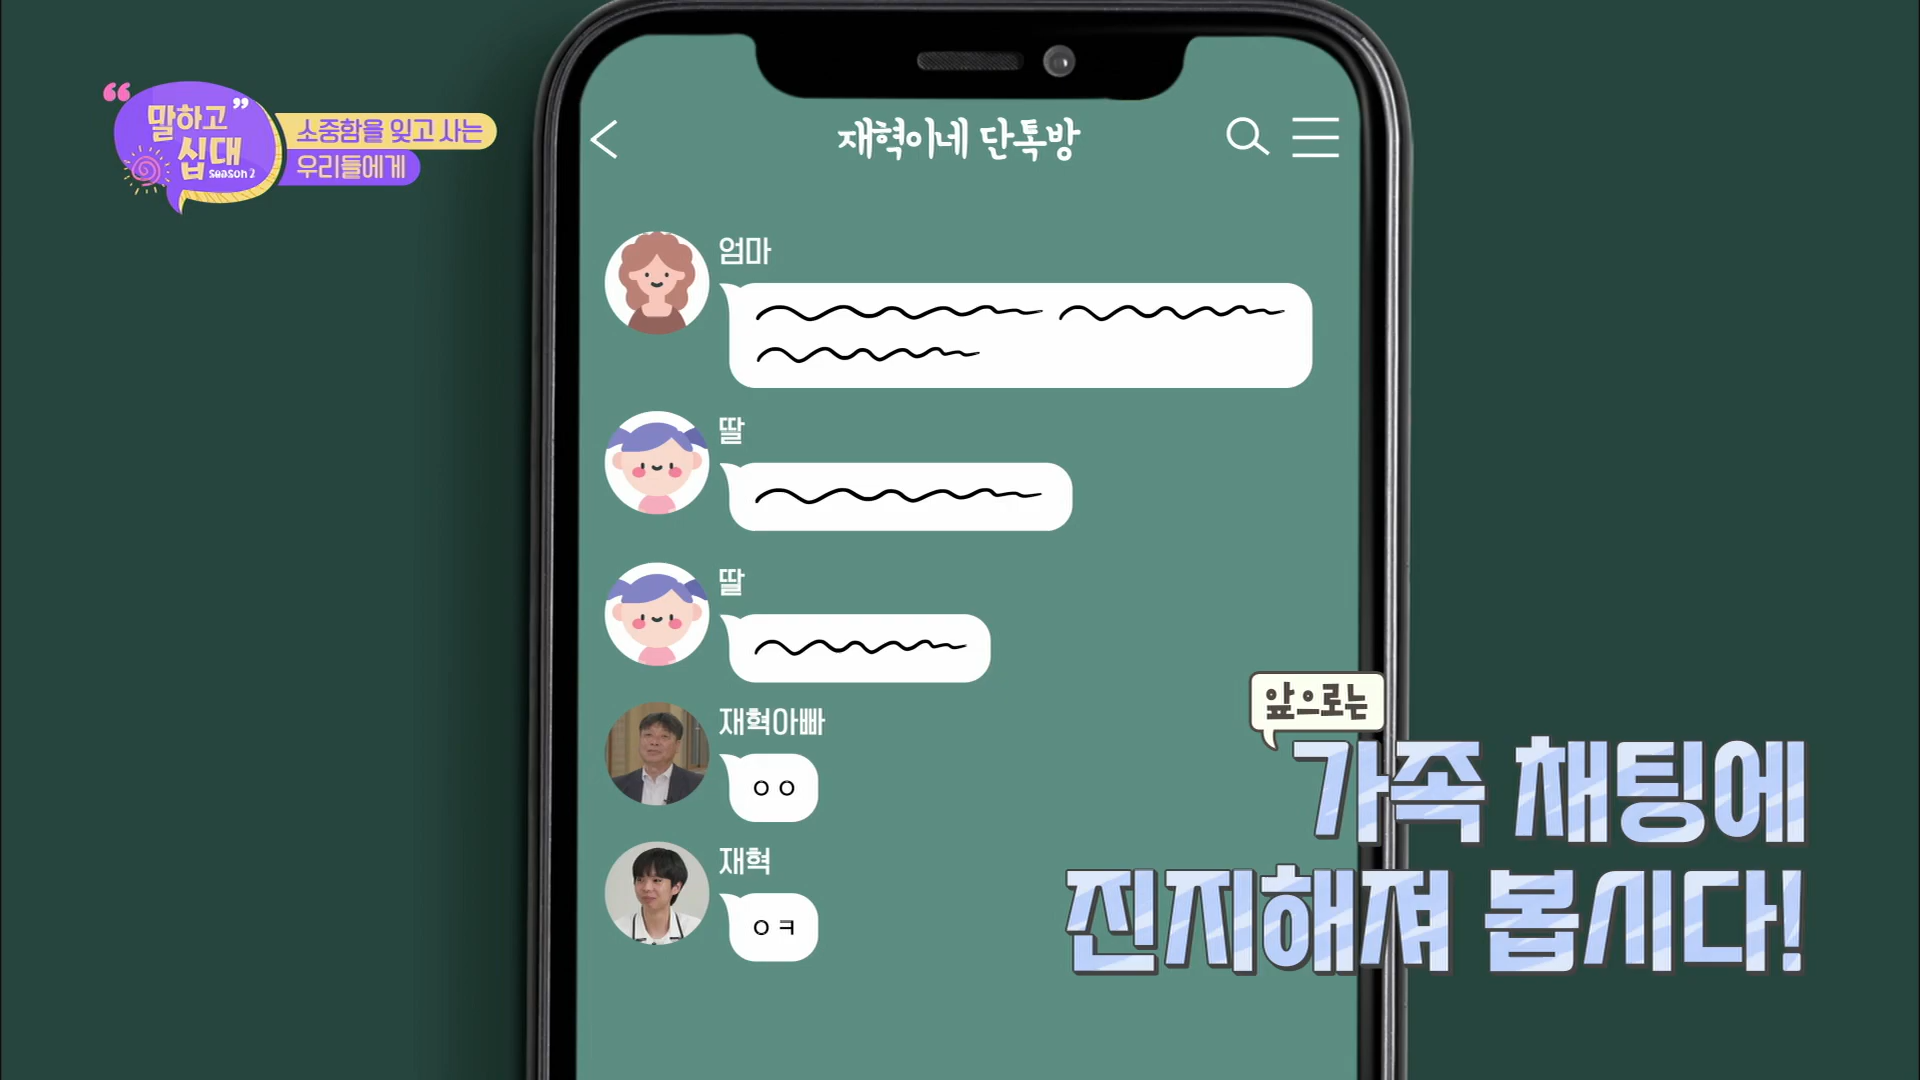 “말하고”
십대
season 2
소중함을 잊고 사는
우리들에게
재혁이네 단톡방
엄마
딸
딸
재혁아빠
ㅇㅇ
재혁
ㅇㅋ
앞으로는
가족 채팅에
진지해져 봅시다!